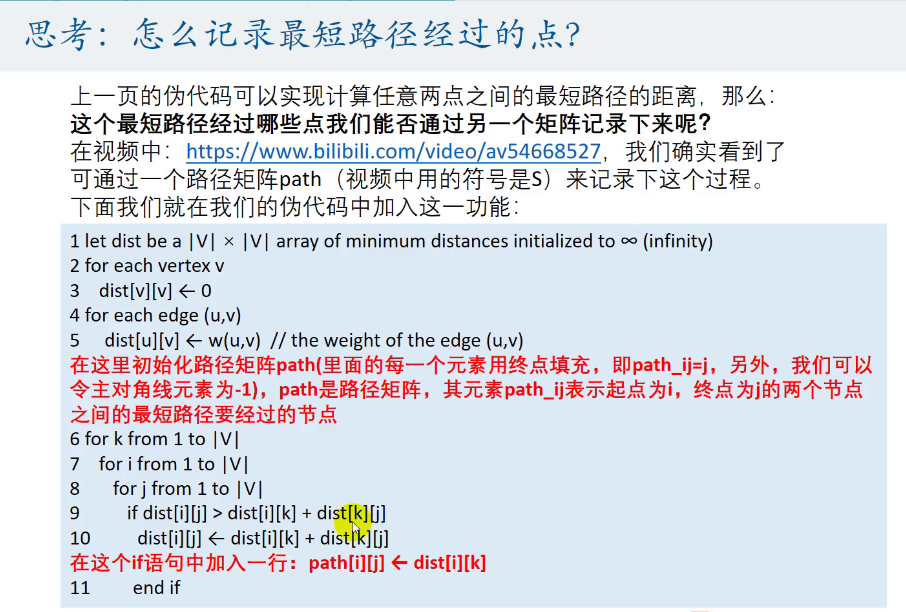 思考：怎么记录最短路径经过的点？
上一页的伪代码可以实现计算任意两点之间的最短路径的距离，那么：
这个最短路径经过哪些点我们能否通过另一个矩阵记录下来呢？
在视频中：https://www.bilibili.com/video/av54668527，我们确实看到了
可通过一个路径矩阵path（视频中用的符号是S）来记录下这个过程。
下面我们就在我们的伪代码中加入这一功能：
1 let dist be a |V| × |V| array of minimum distances initialized to ∞ (infinity)
2 for each vertex v
3 dist[v][v] ← 0
4 for each edge (u,v)
5 dist[u][v] ← w(u,v) // the weight of the edge (u,v)
在这里初始化路径矩阵path(里面的每一个元素用终点填充，即path_ij=j，另外，我们可以
令主对角线元素为-1)，path是路径矩阵，其元素path_ij表示起点为i，终点为j的两个节点
之间的最短路径要经过的节点
6 for k from 1 to |V|
7 for i from 1 to |V|
8 for j from 1 to |V|
9 if dist[i][j] > dist[i][k] + dist[k][j]
10 dist[i][j] ← dist[i][k] + dist[k][j]
在这个if语句中加入一行：path[i][j] ← dist[i][k]
11 end if